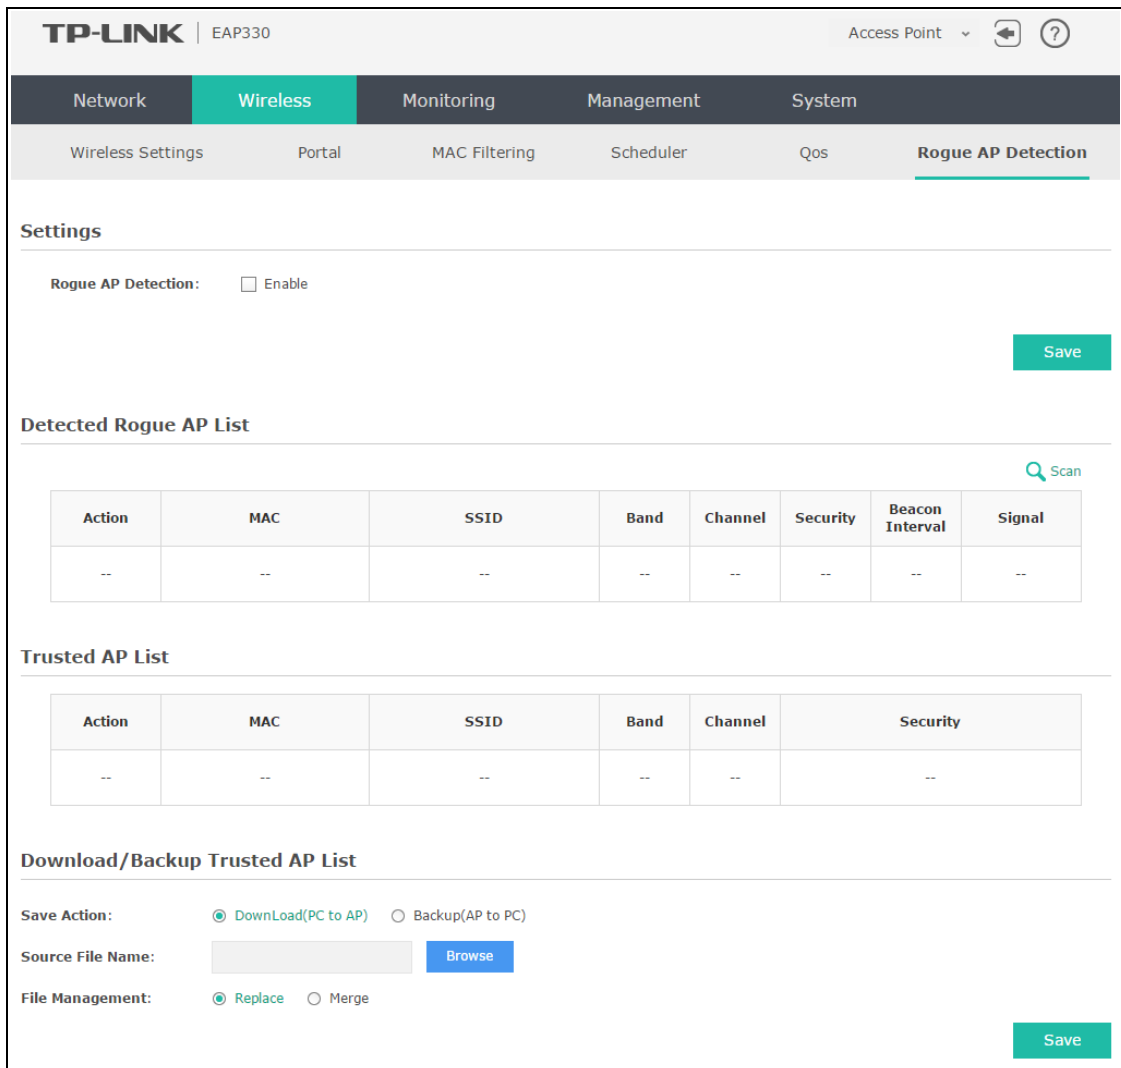 TP-LINK | EAP330 Access Point ?
Network Wireless Monitoring Management System
Wireless Settings Portal MAC Filtering Scheduler Qos Rogue AP Detection
Settings
Rogue AP Detection: Enable
Save
Detected Rogue AP List
Scan
Action MAC SSID Band Channel Security Beacon Interval Signal
-- -- -- -- -- -- -- --
Trusted AP List
Action MAC SSID Band Channel Security
-- -- -- -- -- --
Download/Backup Trusted AP List
Save Action: DownLoad(PC to AP) Backup(AP to PC)
Source File Name: Browse
File Management: Replace Merge
Save